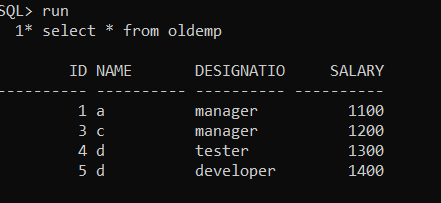 SQL> run
1* select * from oldemp
ID NAME DESIGNATIO SALARY
---------- ---------- ---------- ----------
1 a manager 1100
3 c manager 1200
4 d tester 1300
5 d developer 1400